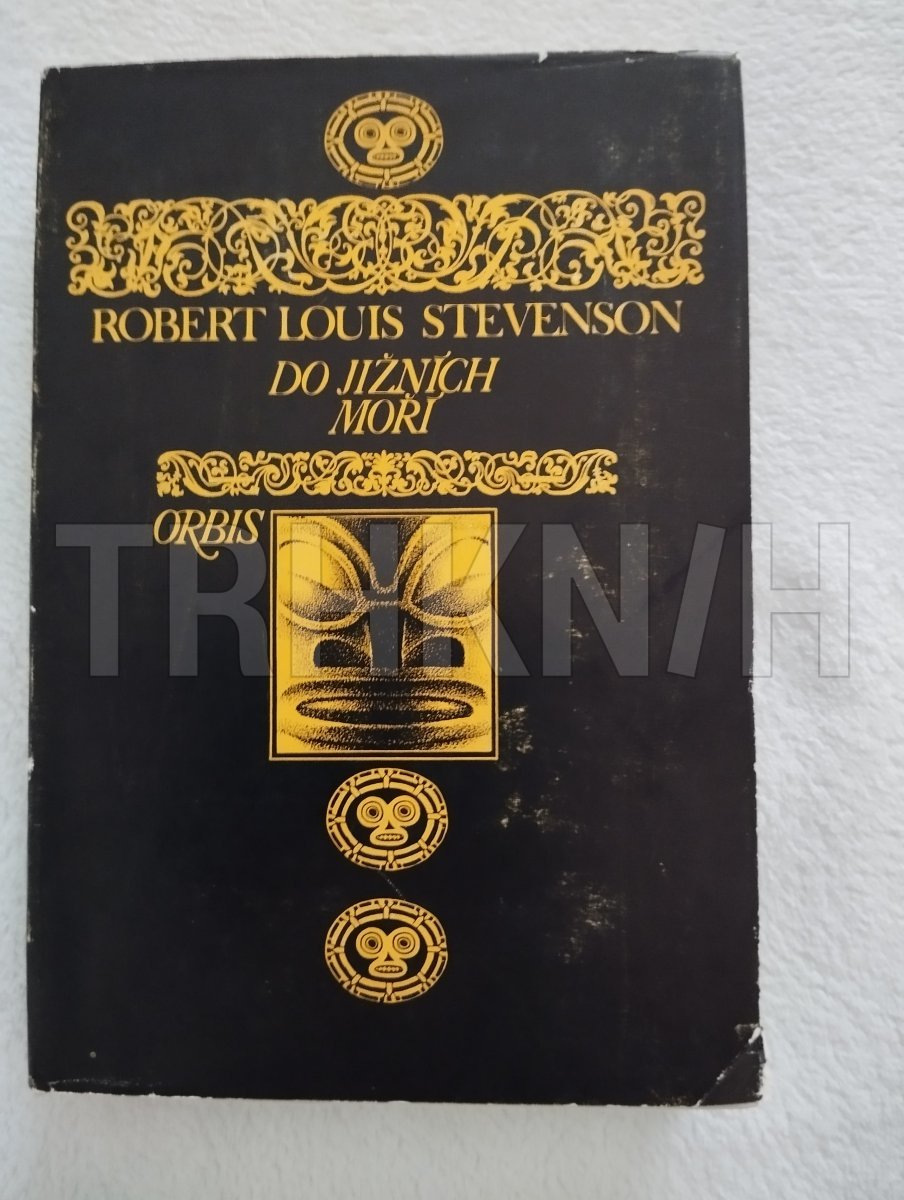 ROBERT LOUIS STEVENSON
DO JIŽNÍCH
MOŘÍ
ORBIS
TRHKNIH